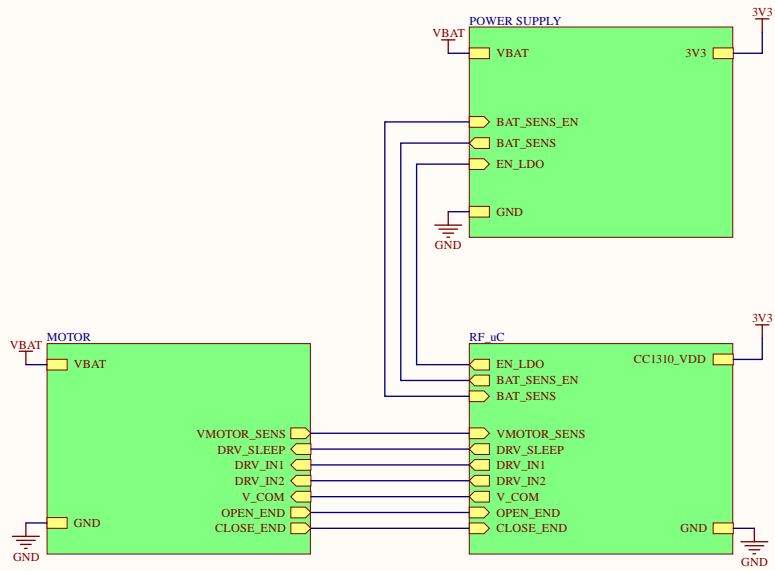 3V3
POWER SUPPLY
VBAT
VBAT
3V3
BAT_SENS_EN
BAT_SENS
EN_LDO
GND
GND
3V3
MOTOR
RF_uC
VBAT
VBAT
CC1310_VDD
EN_LDO
BAT_SENS_EN
BAT_SENS
VMOTOR_SENS
VMOTOR_SENS
DRV_SLEEP
DRV_SLEEP
DRV_IN1
DRV_IN1
DRV_IN2
DRV_IN2
V_COM
V_COM
OPEN_END
OPEN_END
GND
CLOSE_END
CLOSE_END
GND
GND
GND